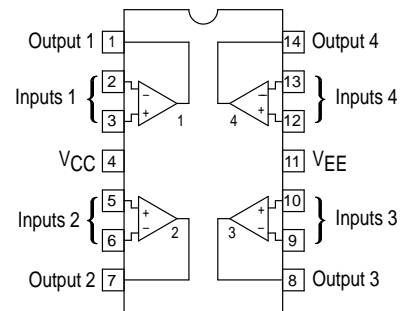 Output 1 1 14 Output 4
2 13
Inputs 1 { − − } Inputs 4
3 + 1 4 + 12
VCC 4 11 VEE
5 10
Inputs 2 { + + } Inputs 3
6 − 2 3 − 9
Output 2 7 8 Output 3